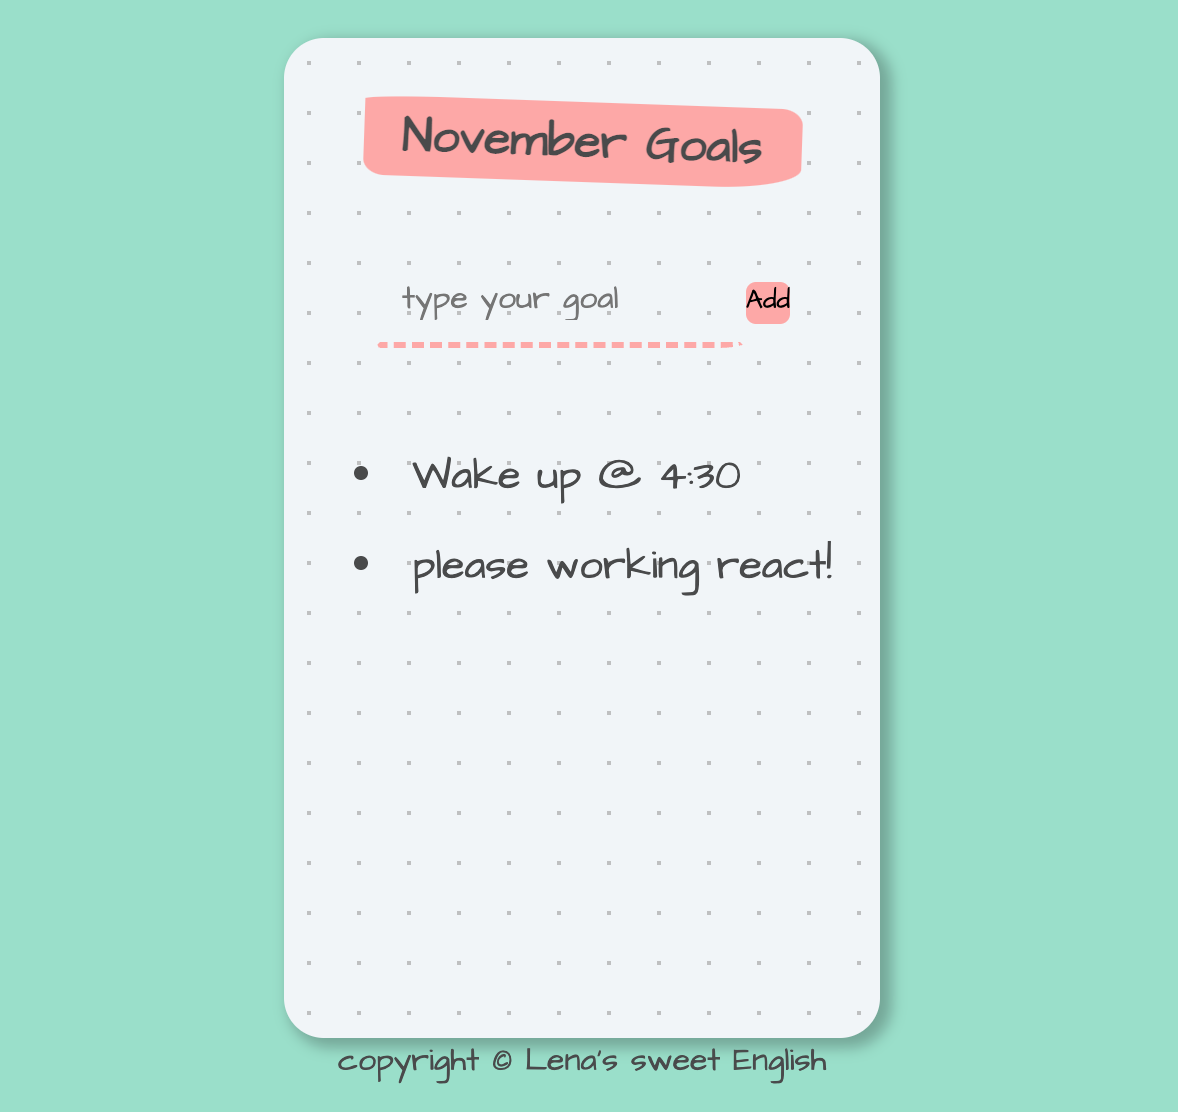 November Goals
type your goal
Add
Wake up @ 4:30
please working react!
copyright © Lena's sweet English